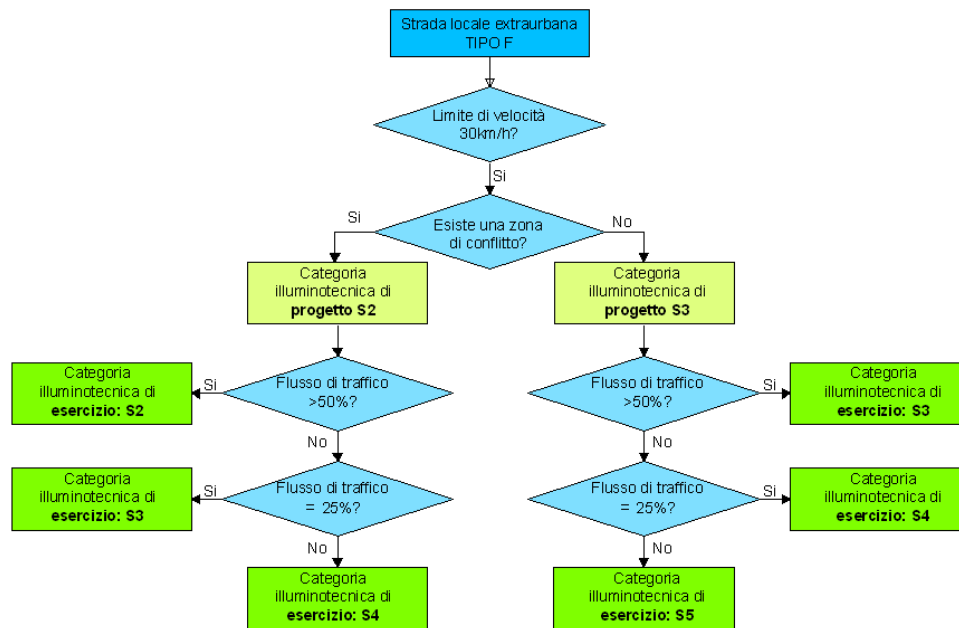 Strada locale extraurbana
TIPO F
Limite di velocità
30km/h?
Si
Esiste una zona
di conflitto?
Si
No
Categoria
illuminotecnica di
progetto S2
Categoria
illuminotecnica di
progetto S3
Categoria
illuminotecnica di
esercizio: S2
Si
Flusso di traffico
>50%?
Flusso di traffico
>50%?
Si
Categoria
illuminotecnica di
esercizio: S3
No
No
Categoria
illuminotecnica di
esercizio: S3
Si
Flusso di traffico
= 25%?
Flusso di traffico
= 25%?
Si
Categoria
illuminotecnica di
esercizio: S4
No
No
Categoria
illuminotecnica di
esercizio: S4
Categoria
illuminotecnica di
esercizio: S5